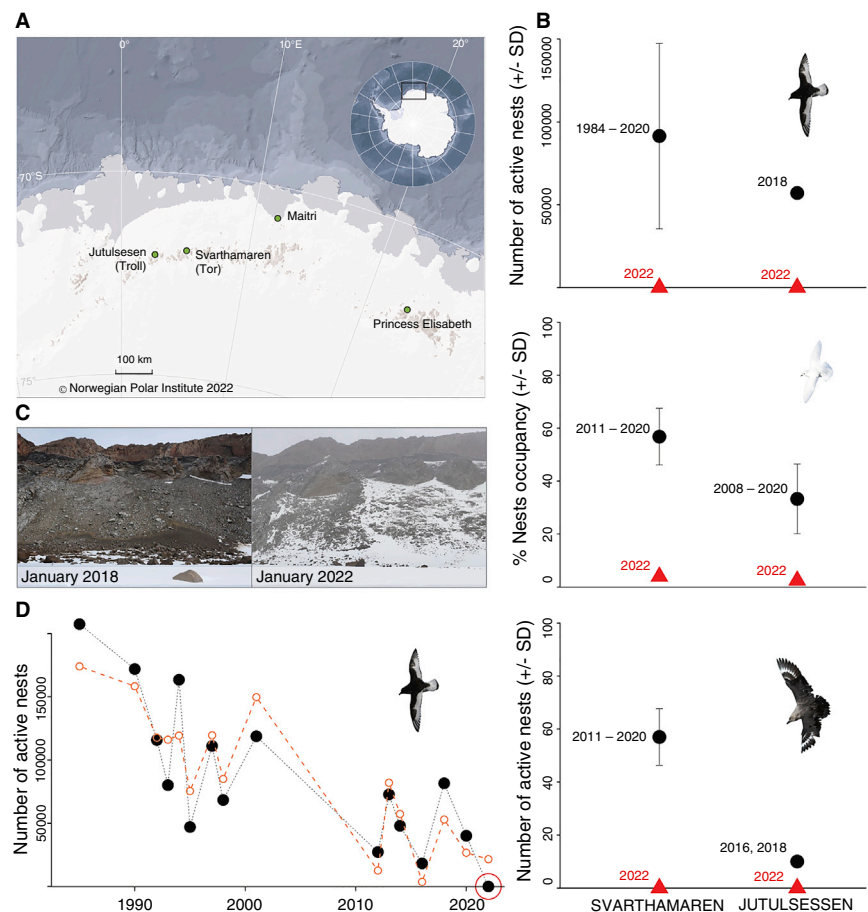 A
0°
10°E
20°
70°S
Maitri
Jutulsesen
(Troll)
Svarthamaren
(Tor)
Princess Elisabeth
100 km
75°
© Norwegian Polar Institute 2022
B
Number of active nests (+/- SD)
150000
100000
50000
1984 – 2020
2018
2022
2022
% Nests occupancy (+/- SD)
100
80
60
40
20
0
2011 – 2020
2008 – 2020
2022
2022
Number of active nests (+/- SD)
100
80
60
40
20
0
2011 – 2020
2016, 2018
2022
2022
SVARTHAMAREN
JUTULSESSEN
C
January 2018
January 2022
D
Number of active nests
150000
100000
50000
1990
2000
2010
2020